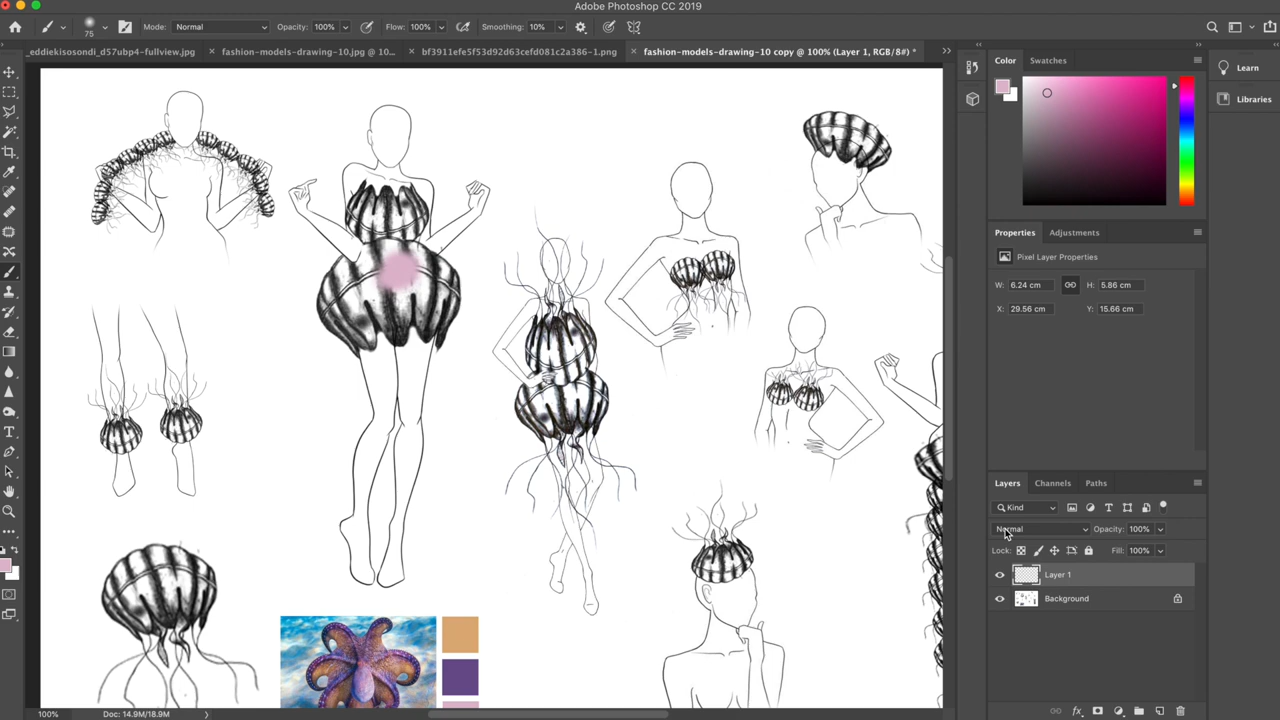 Adobe Photoshop CC 2019
75
Mode: Normal Opacity: 100% Flow: 100% Smoothing: 10%
_eddiekisosondi_d57ubp4-fullview.jpg × fashion-models-drawing-10.jpg @ 10... × bf3911efe5f53d92d63cefd081c2a386-1.png × fashion-models-drawing-10 copy @ 100% (Layer 1, RGB/8#) *
Color Swatches
Learn
Libraries
Properties Adjustments
Pixel Layer Properties
W: 6.24 cm H: 5.86 cm
X: 29.56 cm Y: 15.66 cm
Layers Channels Paths
Kind
Normal Opacity: 100%
Lock: Fill: 100%
Layer 1
Background
100% Doc: 14.9M/18.9M